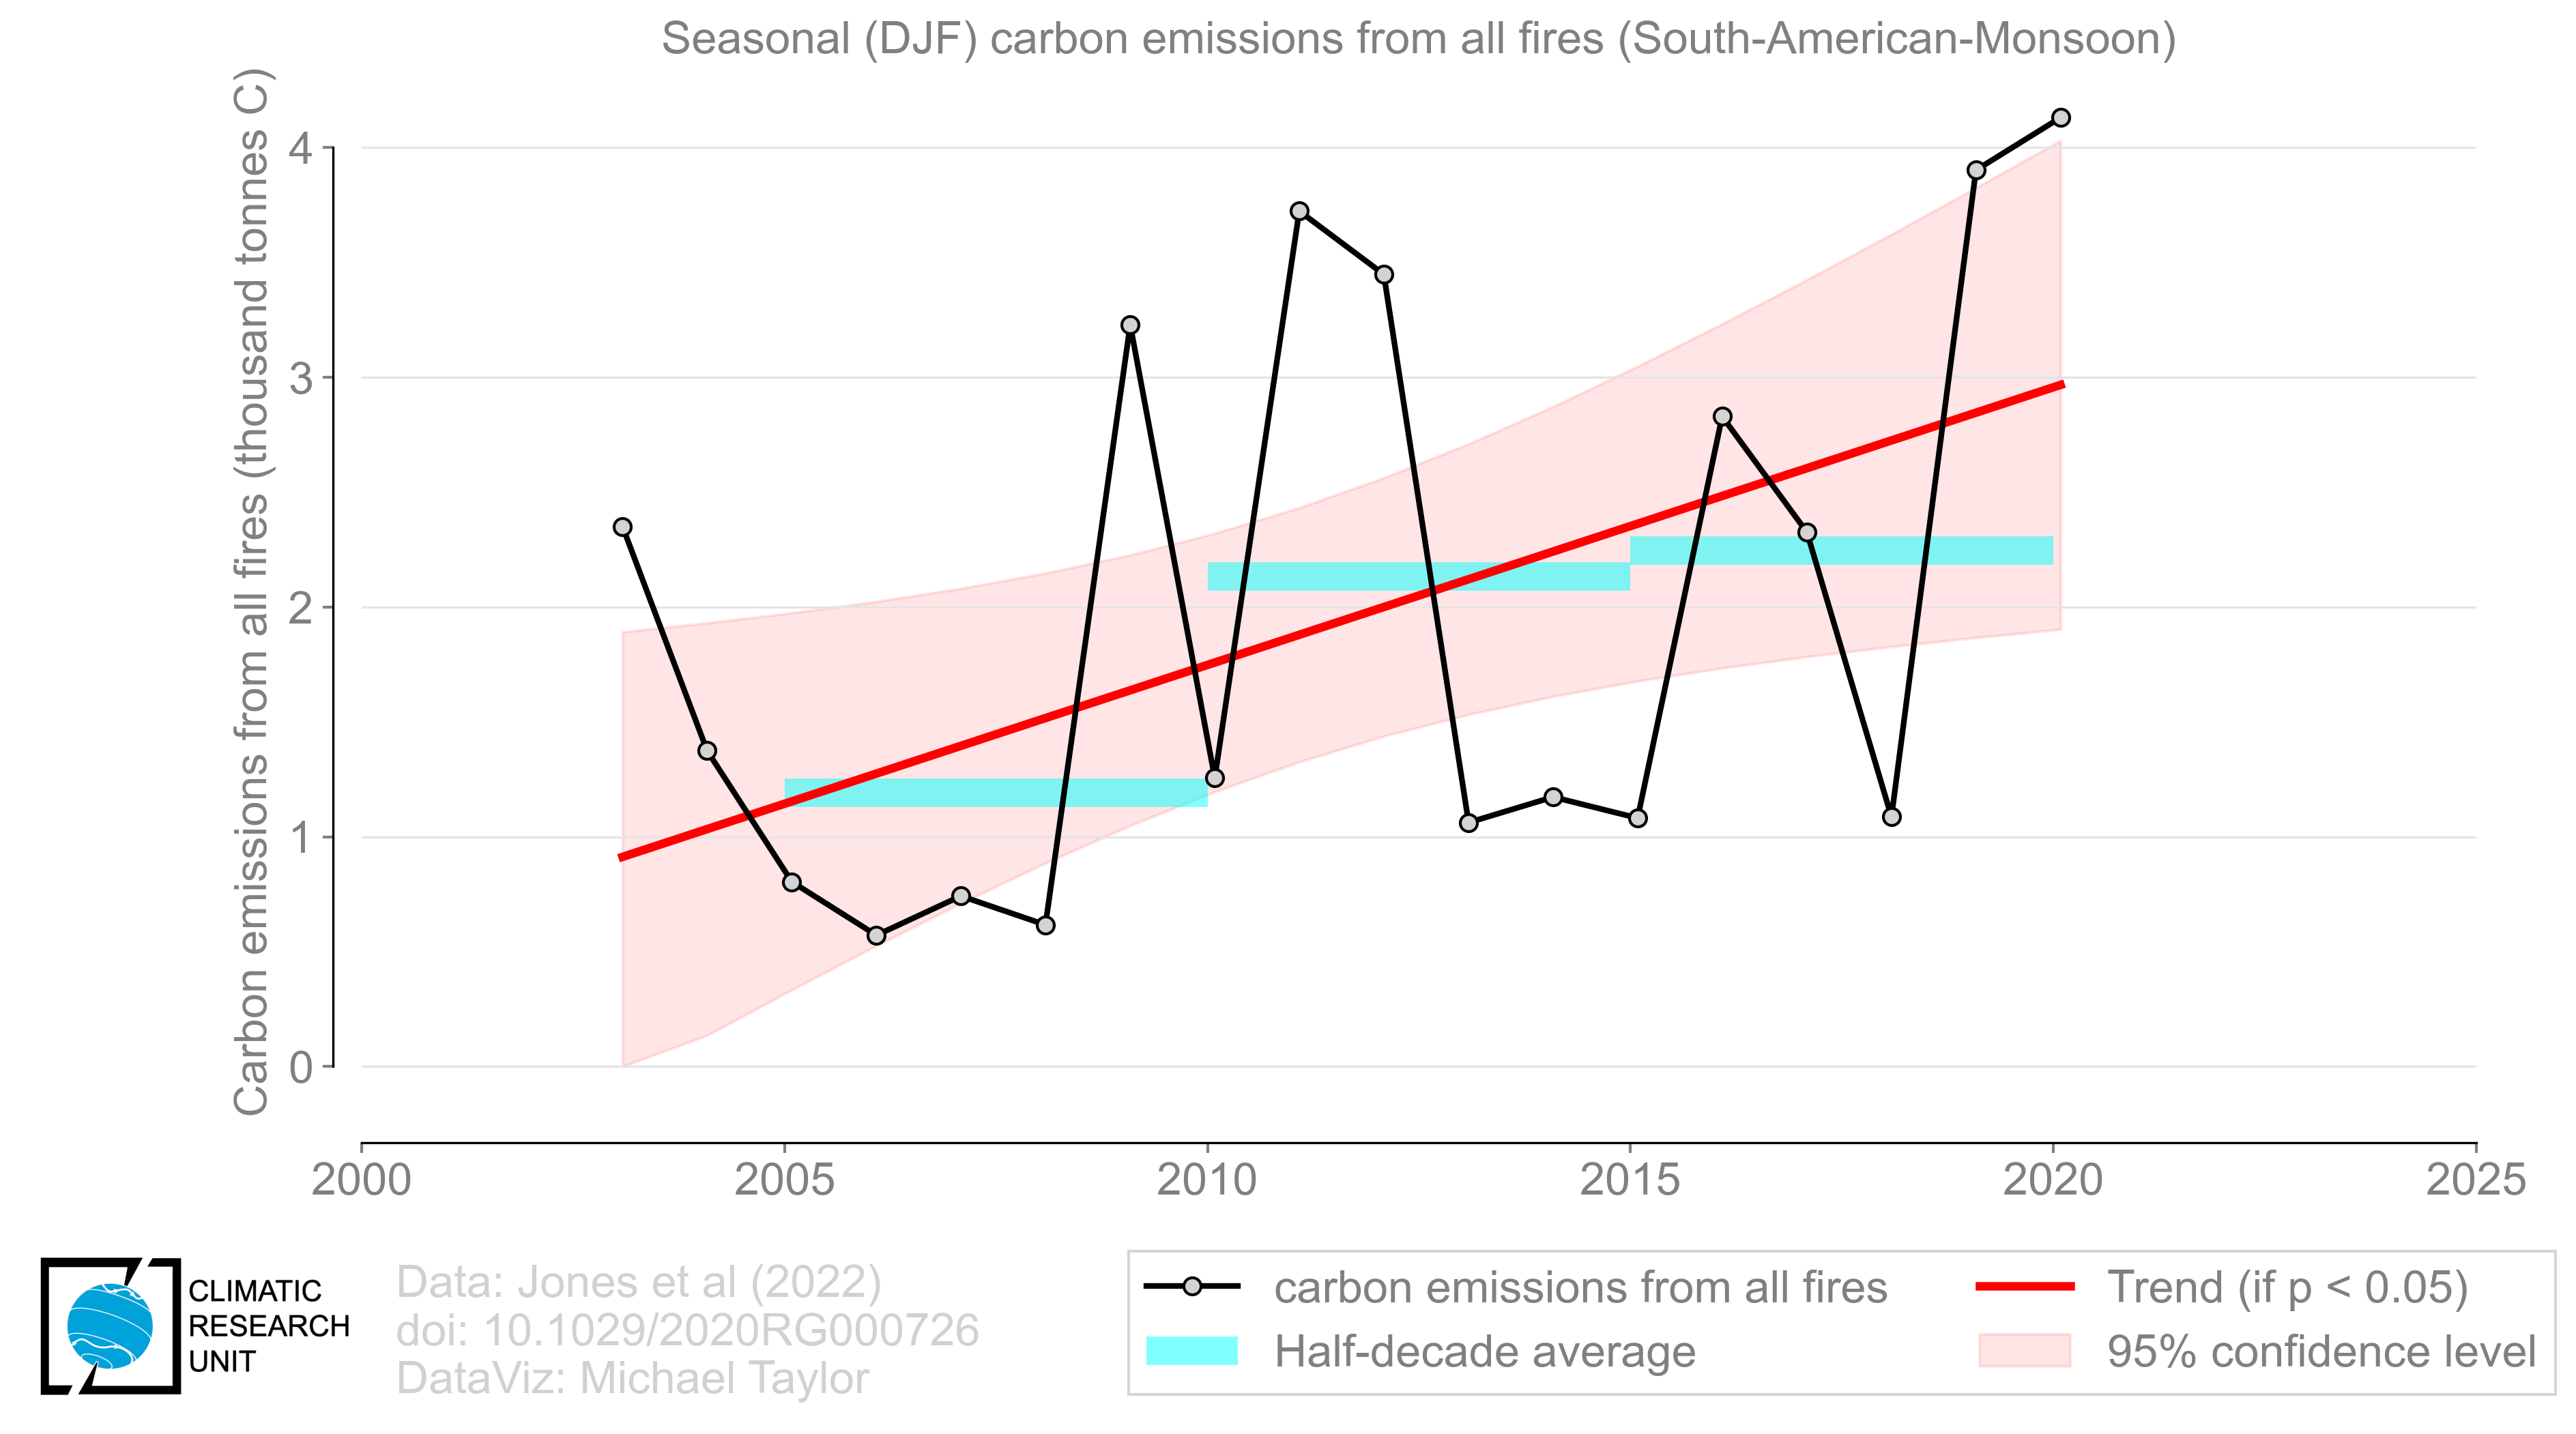 Seasonal (DJF) carbon emissions from all fires (South-American-Monsoon)
Carbon emissions from all fires (thousand tonnes C)
4
3
2
1
0
2000
2005
2010
2015
2020
2025
CLIMATIC
RESEARCH
UNIT
Data: Jones et al (2022)
doi: 10.1029/2020RG000726
DataViz: Michael Taylor
carbon emissions from all fires
Half-decade average
Trend (if p < 0.05)
95% confidence level